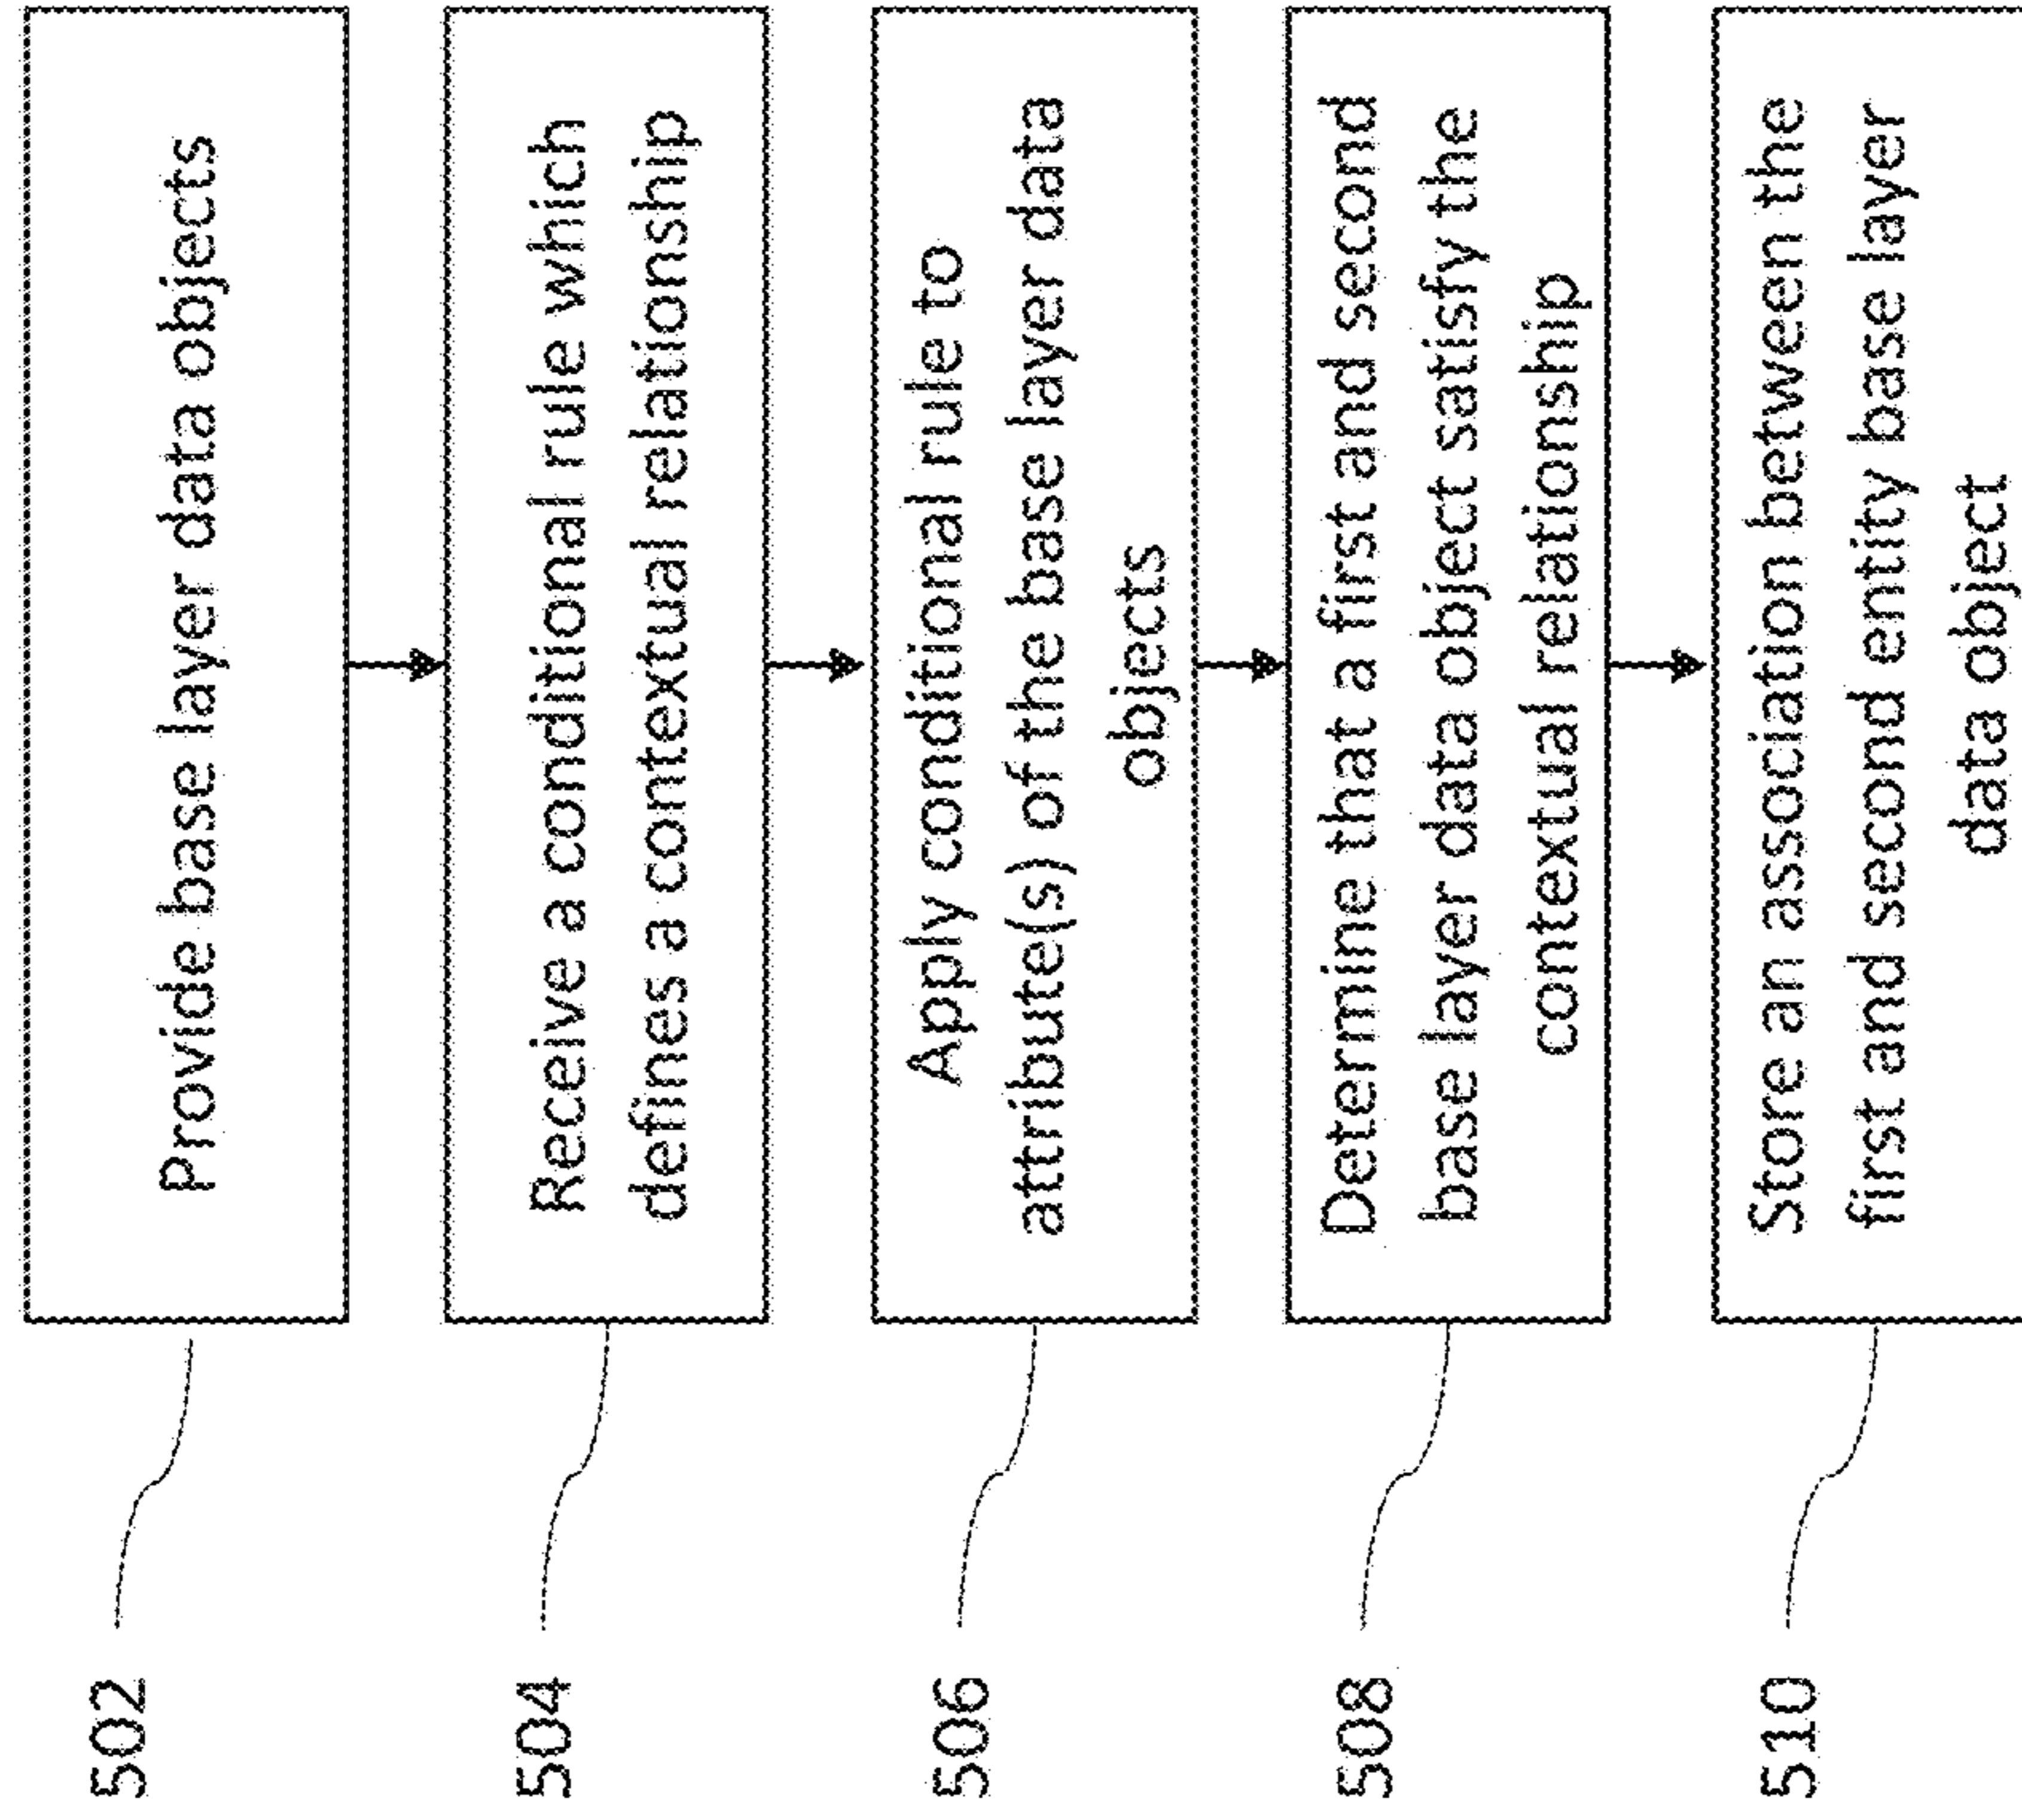 502
Provide base layer data objects
504
Receive a conditional rule which
defines a contextual relationship
506
Apply conditional rule to
attribute(s) of the base layer data
objects
508
Determine that a first and second
base layer data object satisfy the
contextual relationship
510
Store an association between the
first and second entity base layer
data object